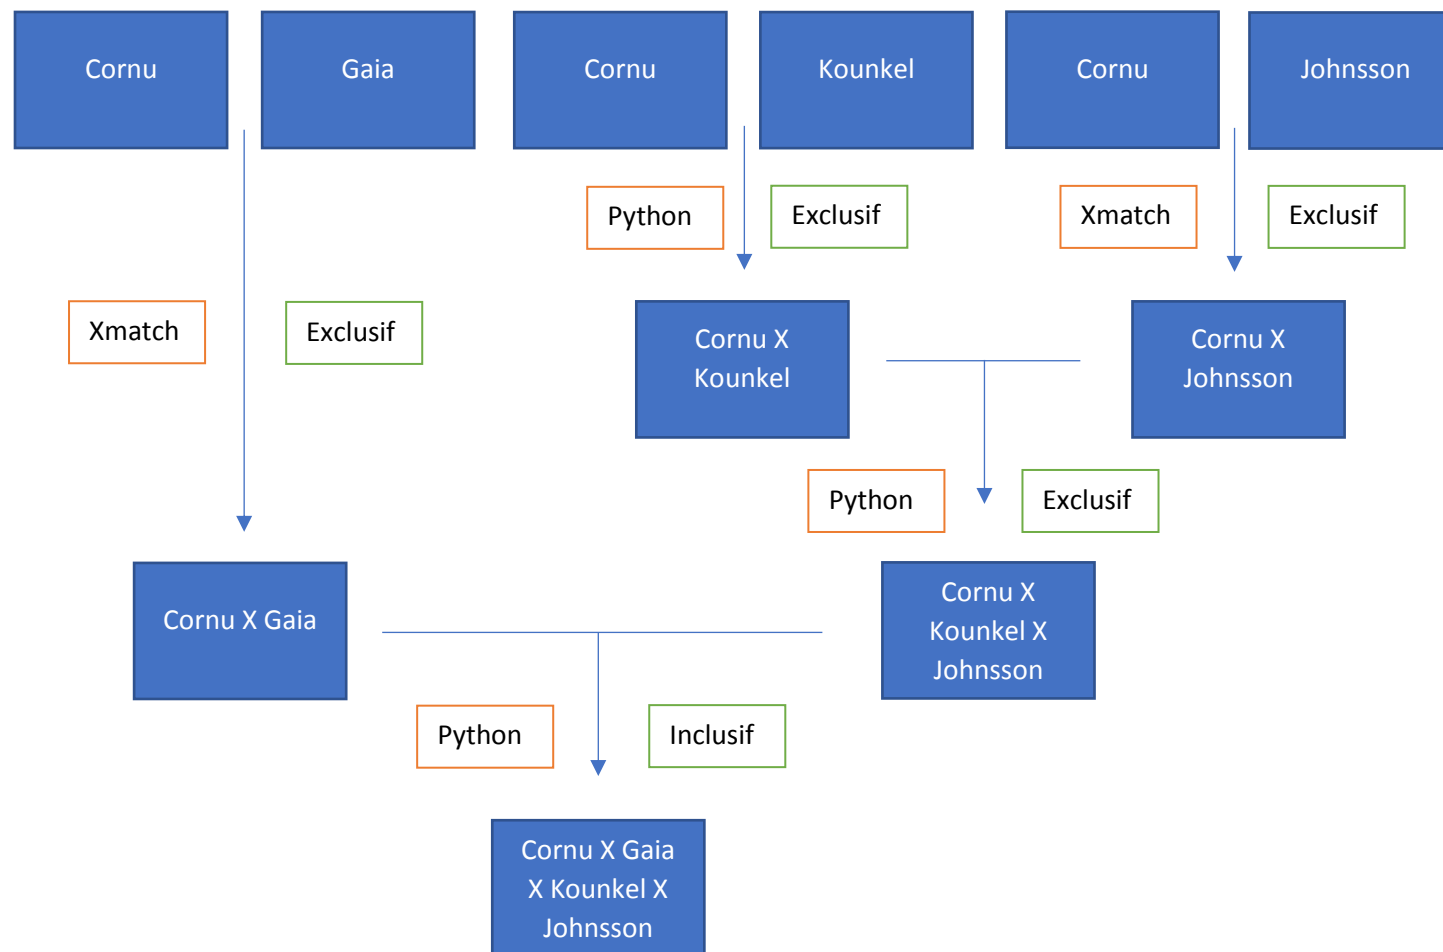 Cornu
Gaia
Cornu
Kounkel
Cornu
Johnsson
Python
Exclusif
Xmatch
Exclusif
Xmatch
Exclusif
Cornu X
Kounkel
Cornu X
Johnsson
Python
Exclusif
Cornu X Gaia
Cornu X
Kounkel X
Johnsson
Python
Inclusif
Cornu X Gaia
X Kounkel X
Johnsson